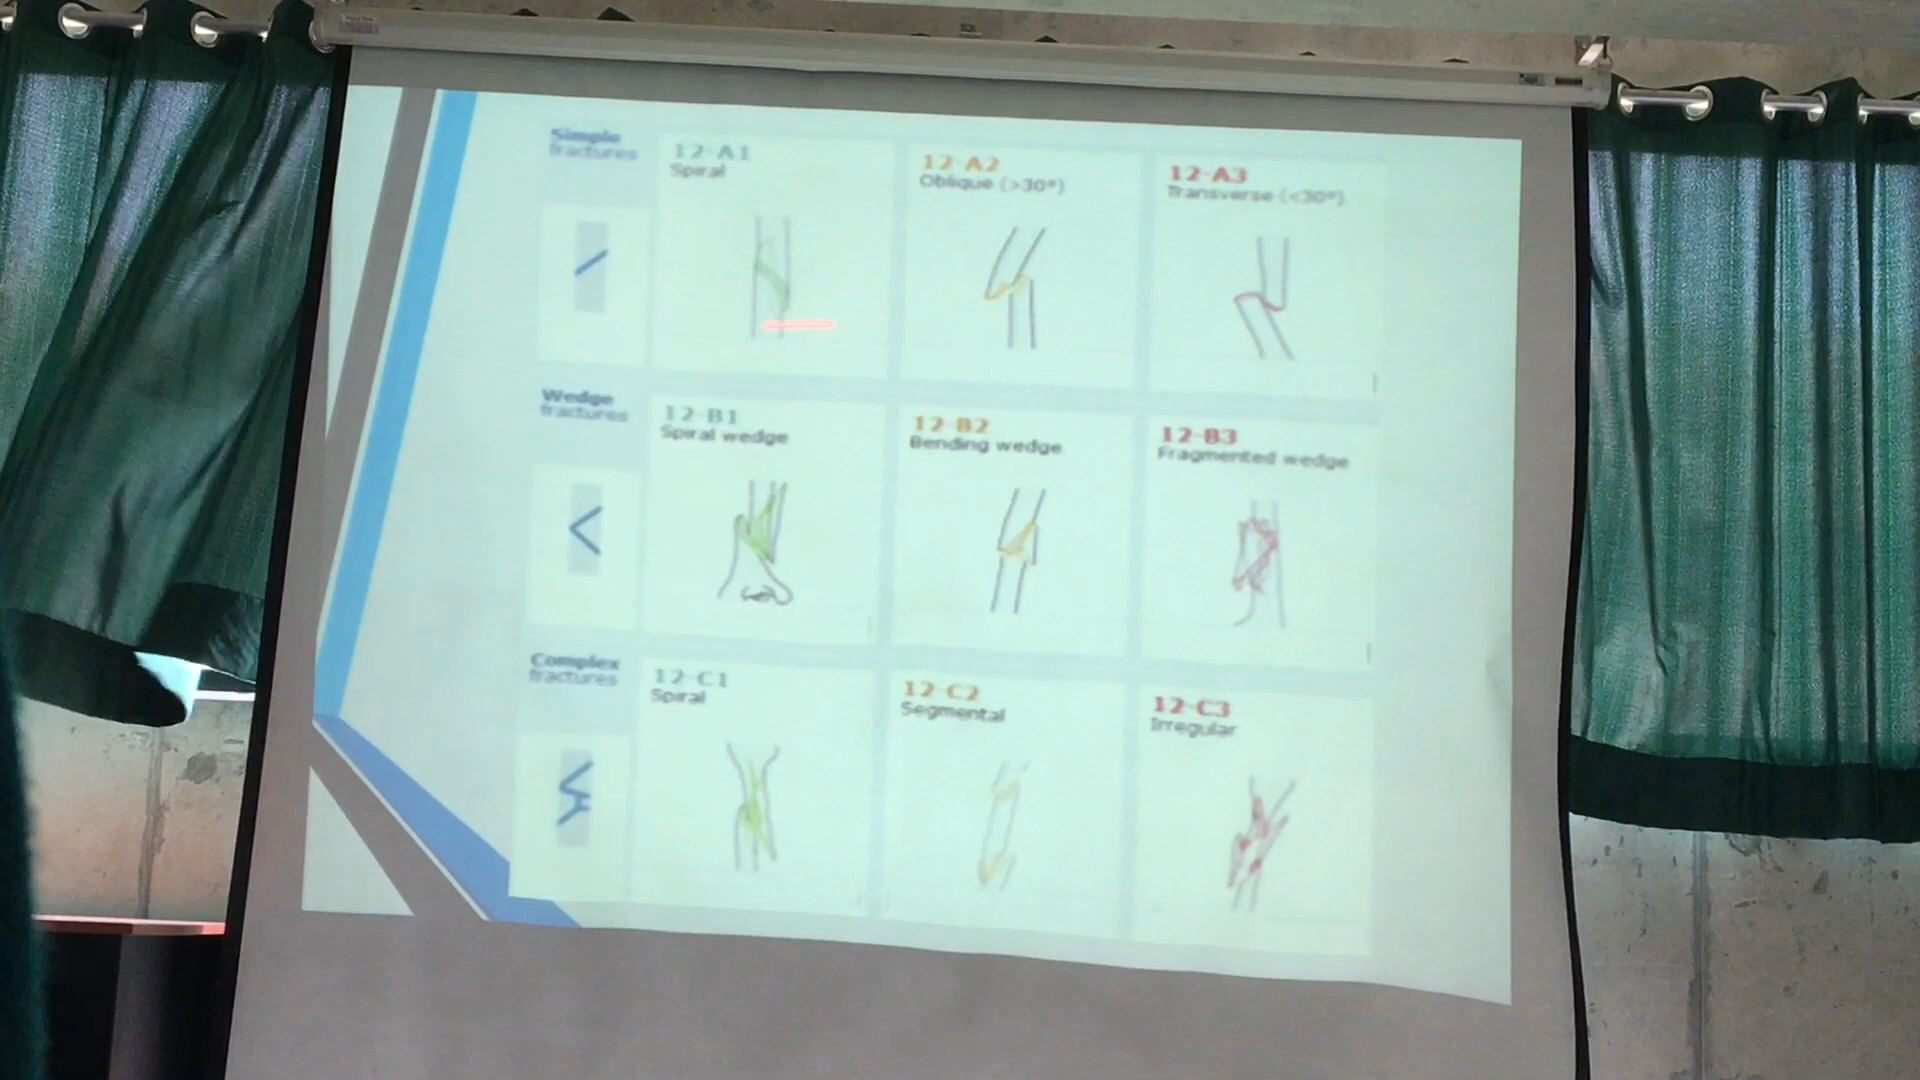 Simple
fractures
12-A1
Spiral
12-A2
Oblique (>30°)
12-A3
Transverse (<30°)
Wedge
fractures
12-B1
Spiral wedge
12-B2
Bending wedge
12-B3
Fragmented wedge
Complex
fractures
12-C1
Spiral
12-C2
Segmental
12-C3
Irregular